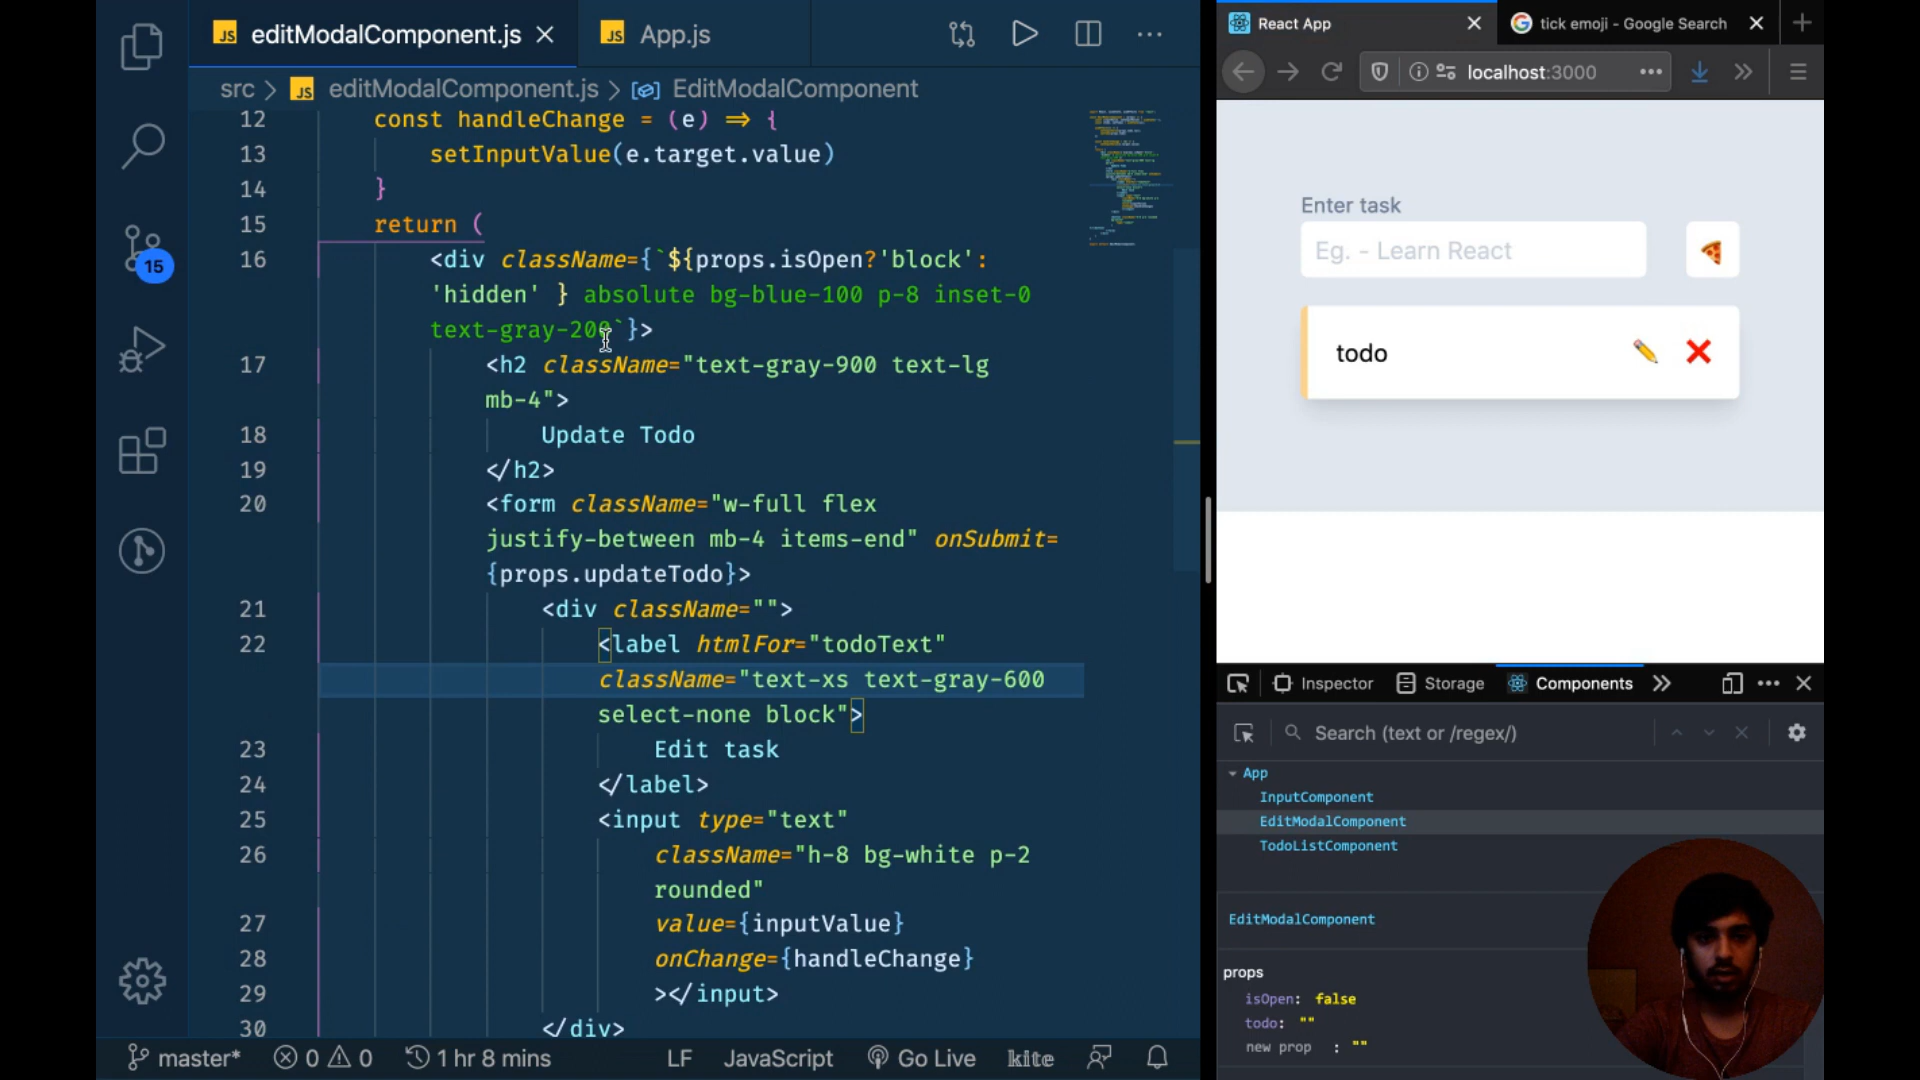 JS editModalComponent.js
JS App.js
src > JS editModalComponent.js > EditModalComponent
12 const handleChange = (e) => {
13 setInputValue(e.target.value)
14 }
15 return (
16 <div className={`${props.isOpen?'block':
'hidden' } absolute bg-blue-100 p-8 inset-0
text-gray-200`}>
17 <h2 className="text-gray-900 text-lg
mb-4">
18 Update Todo
19 </h2>
20 <form className="w-full flex
justify-between mb-4 items-end" onSubmit=
{props.updateTodo}>
21 <div className="">
22 <label htmlFor="todoText"
className="text-xs text-gray-600
select-none block">
23 Edit task
24 </label>
25 <input type="text"
26 className="h-8 bg-white p-2
rounded"
27 value={inputValue}
28 onChange={handleChange}
29 ></input>
30 </div>
15
master* 0 0 1 hr 8 mins LF JavaScript Go Live kite
React App
tick emoji - Google Search
localhost:3000
Enter task
Eg. - Learn React
todo
Inspector Storage Components
Search (text or /regex/)
App
InputComponent
EditModalComponent
TodoListComponent
EditModalComponent
props
isOpen: false
todo: ""
new prop : ""